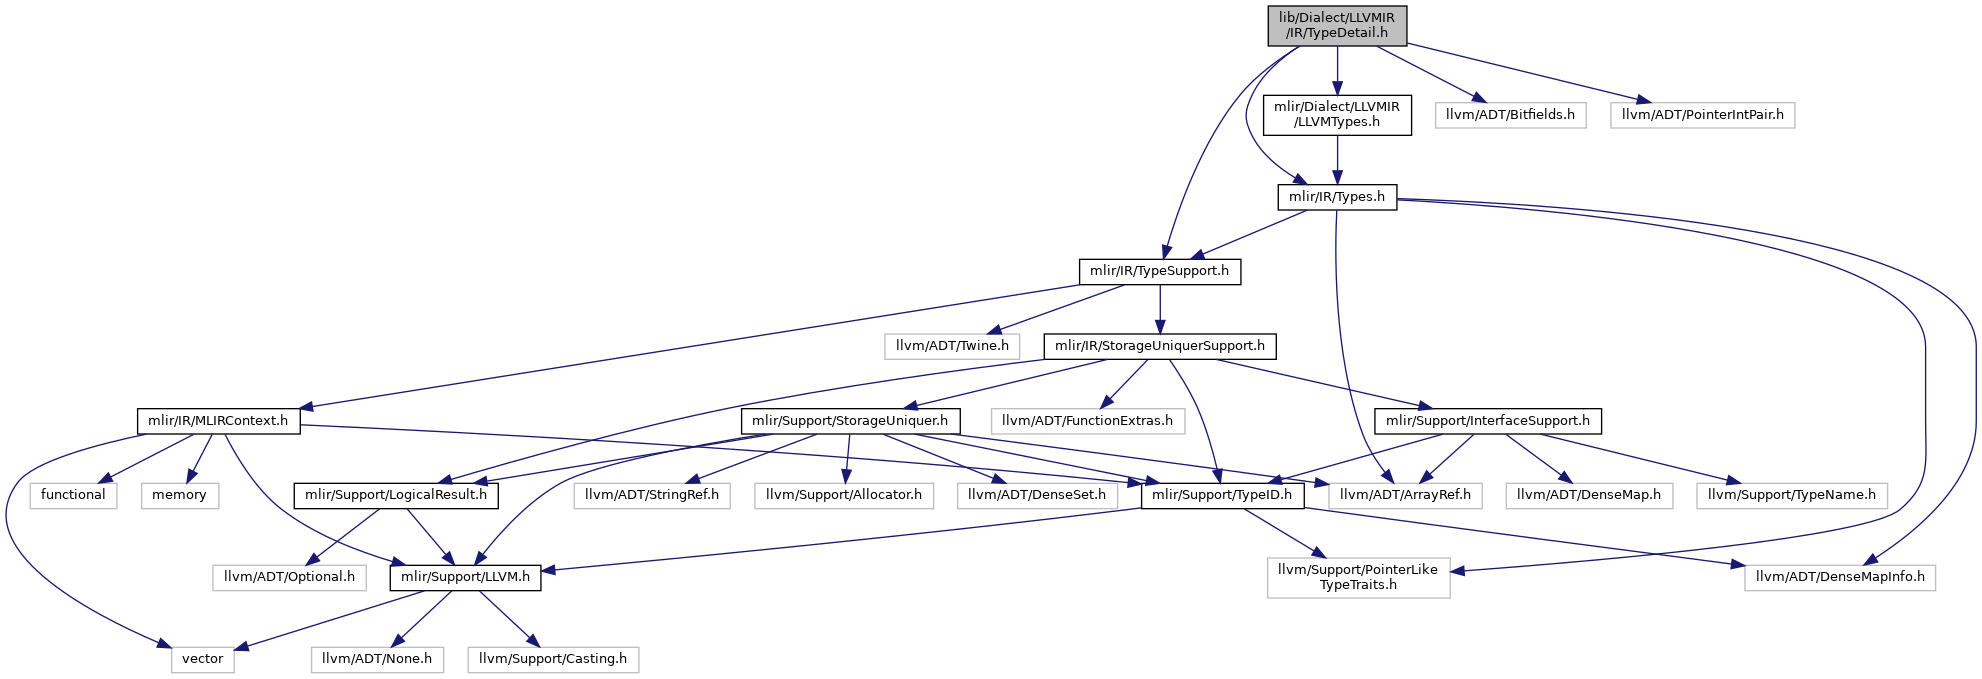 lib/Dialect/LLVMIR
/IR/TypeDetail.h
mlir/Dialect/LLVMIR
/LLVMTypes.h
llvm/ADT/Bitfields.h
llvm/ADT/PointerIntPair.h
mlir/IR/Types.h
mlir/IR/TypeSupport.h
llvm/ADT/Twine.h
mlir/IR/StorageUniquerSupport.h
mlir/IR/MLIRContext.h
mlir/Support/StorageUniquer.h
llvm/ADT/FunctionExtras.h
mlir/Support/InterfaceSupport.h
functional
memory
mlir/Support/LogicalResult.h
llvm/ADT/StringRef.h
llvm/Support/Allocator.h
llvm/ADT/DenseSet.h
mlir/Support/TypeID.h
llvm/ADT/ArrayRef.h
llvm/ADT/DenseMap.h
llvm/Support/TypeName.h
llvm/ADT/Optional.h
mlir/Support/LLVM.h
llvm/Support/PointerLike
TypeTraits.h
llvm/ADT/DenseMapInfo.h
vector
llvm/ADT/None.h
llvm/Support/Casting.h